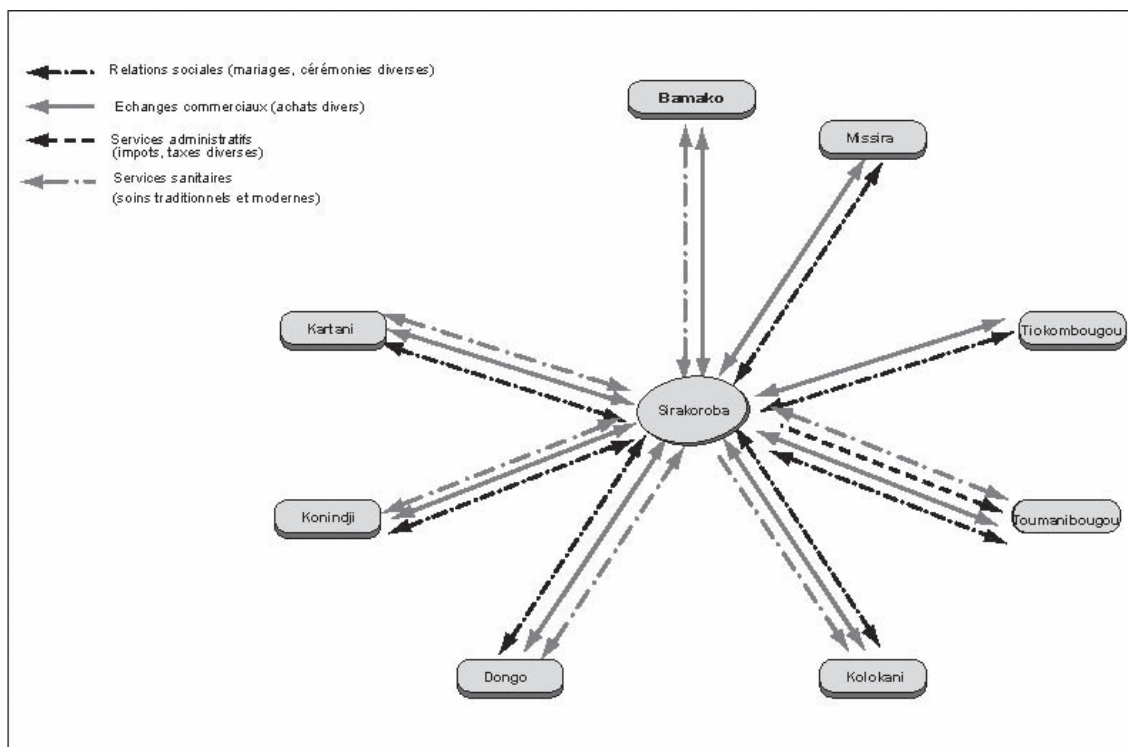 Relations sociales (mariages, cérémonies diverses)
Echanges commerciaux (achats divers)
Services administratifs
(impots, taxes diverses)
Services sanitaires
(soins traditionnels et modernes)
Bamako
Missira
Kartani
Tiokombougou
Sirakoroba
Konindji
Toumanibougou
Dongo
Kolokani